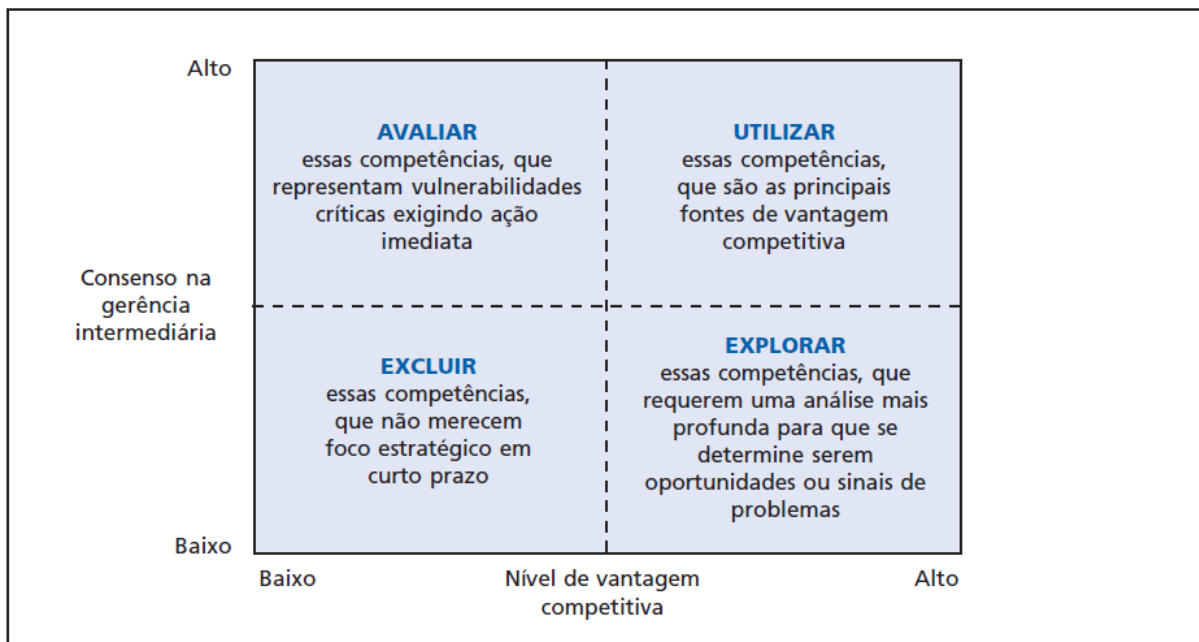 Alto
AVALIAR
essas competências, que
representam vulnerabilidades
críticas exigindo ação
imediata
UTILIZAR
essas competências,
que são as principais
fontes de vantagem
competitiva
Consenso na
gerência
intermediária
EXCLUIR
essas competências,
que não merecem
foco estratégico em
curto prazo
EXPLORAR
essas competências, que
requerem uma análise mais
profunda para que se
determine serem
oportunidades ou sinais de
problemas
Baixo
Baixo
Nível de vantagem
competitiva
Alto